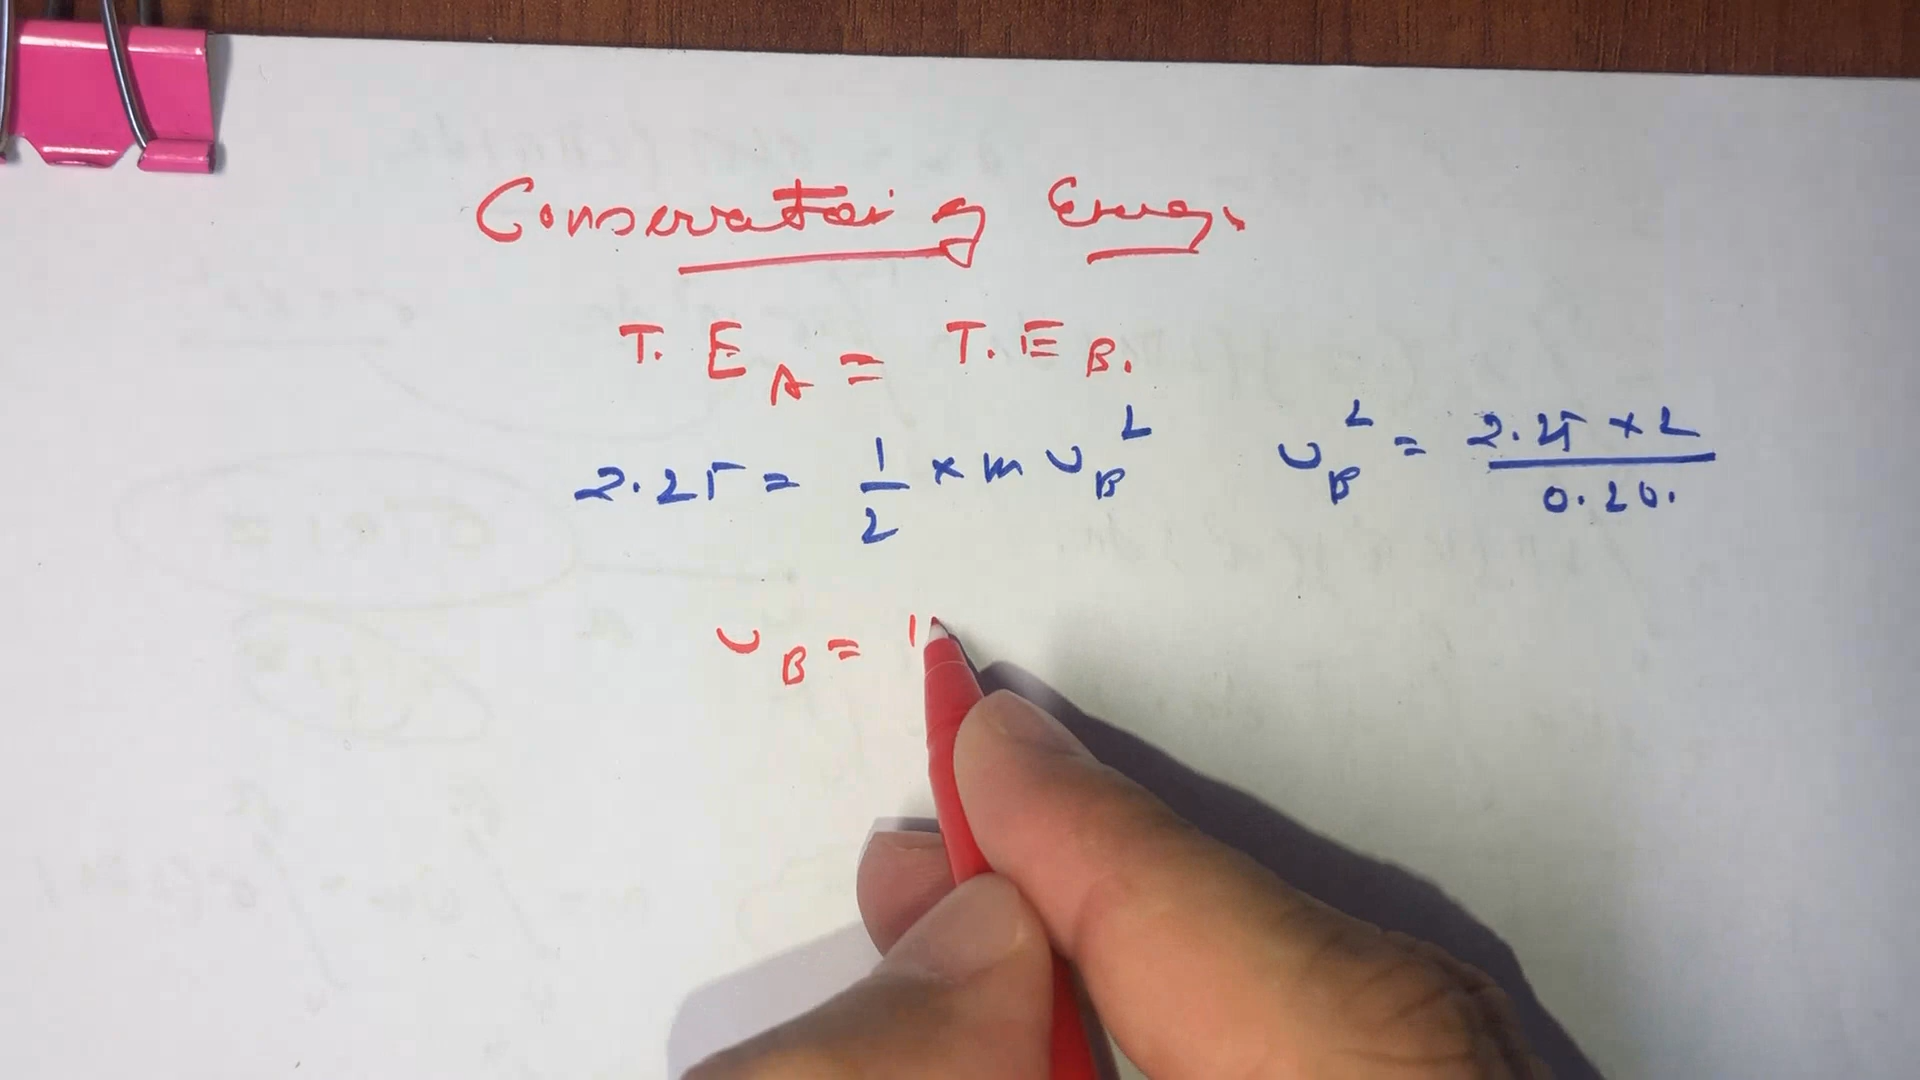 Conservation of Energy
T. E_A = T. E_B.
2.25 = 1/2 × m v_B^2
v_B^2 = 2.25 × 2 / 0.20.
v_B = 1